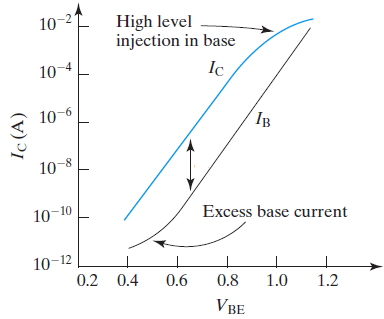 10⁻²
High level
injection in base
10⁻⁴
I_C
10⁻⁶
I_B
I_C (A)
10⁻⁸
10⁻¹⁰
Excess base current
10⁻¹²
0.2 0.4 0.6 0.8 1.0 1.2
V_BE